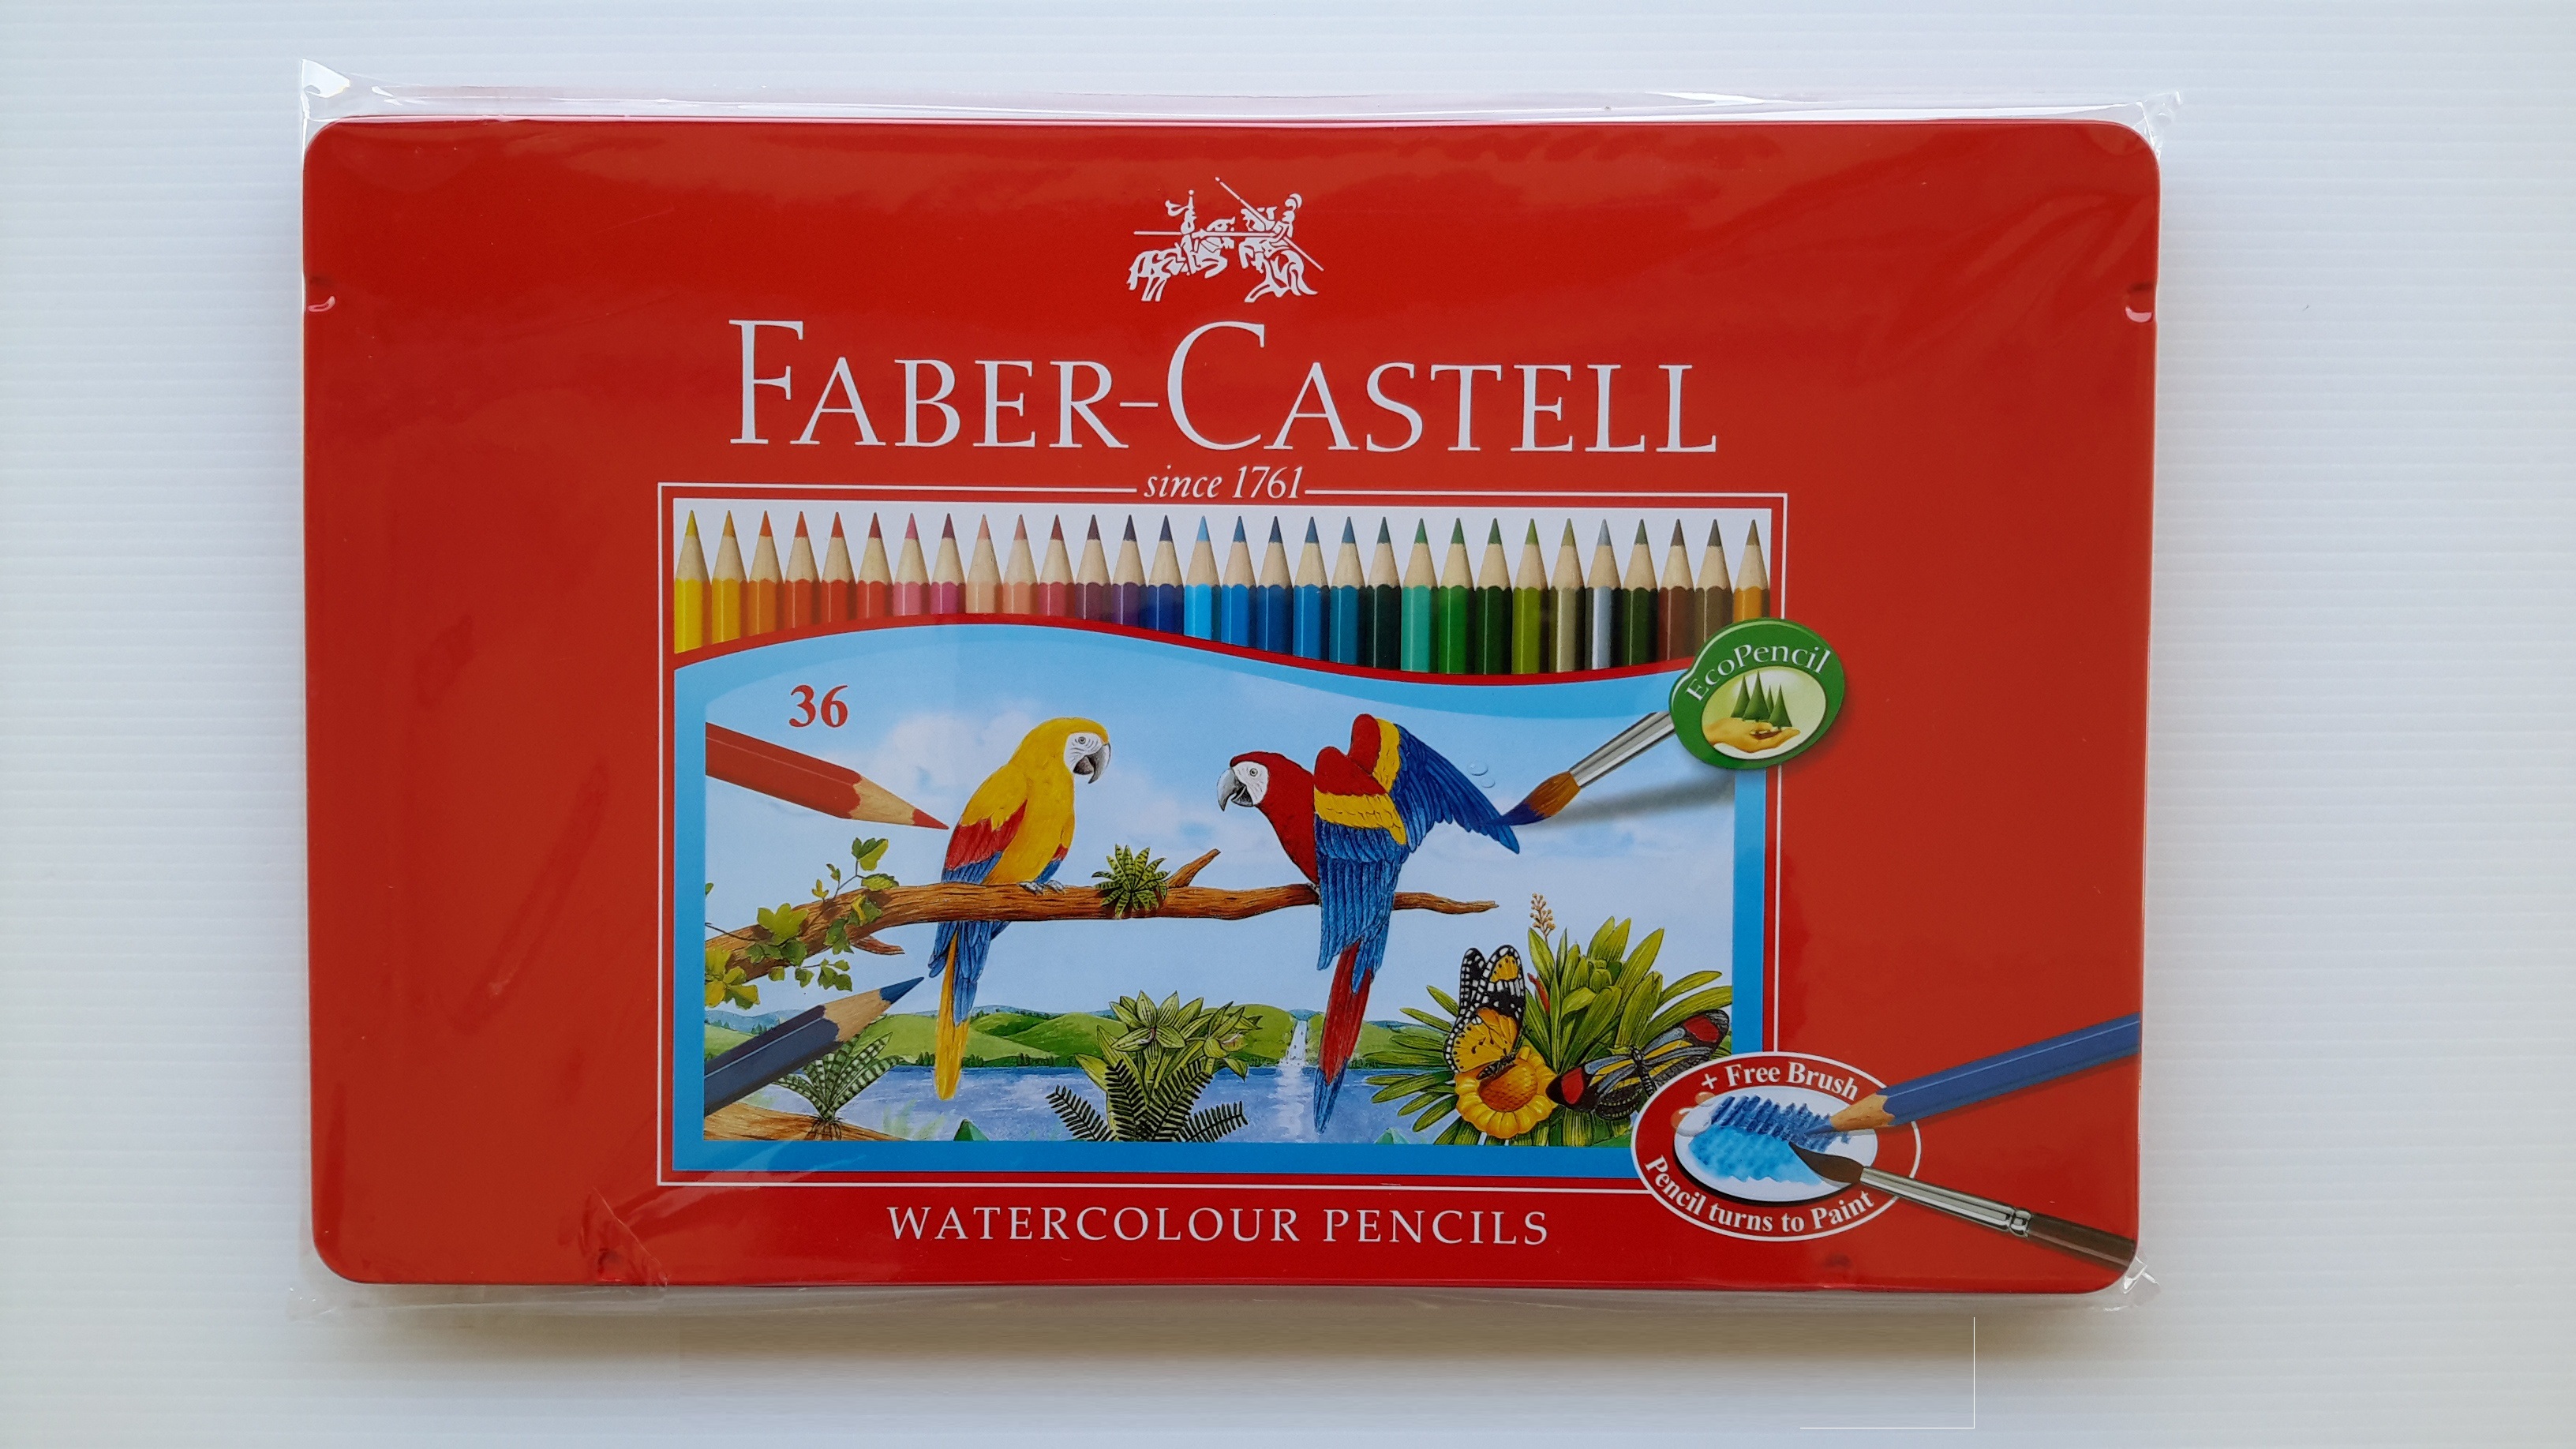 FABER-CASTELL
since 1761
EcoPencil
36
+ Free Brush
Pencil turns to Paint
WATERCOLOUR PENCILS